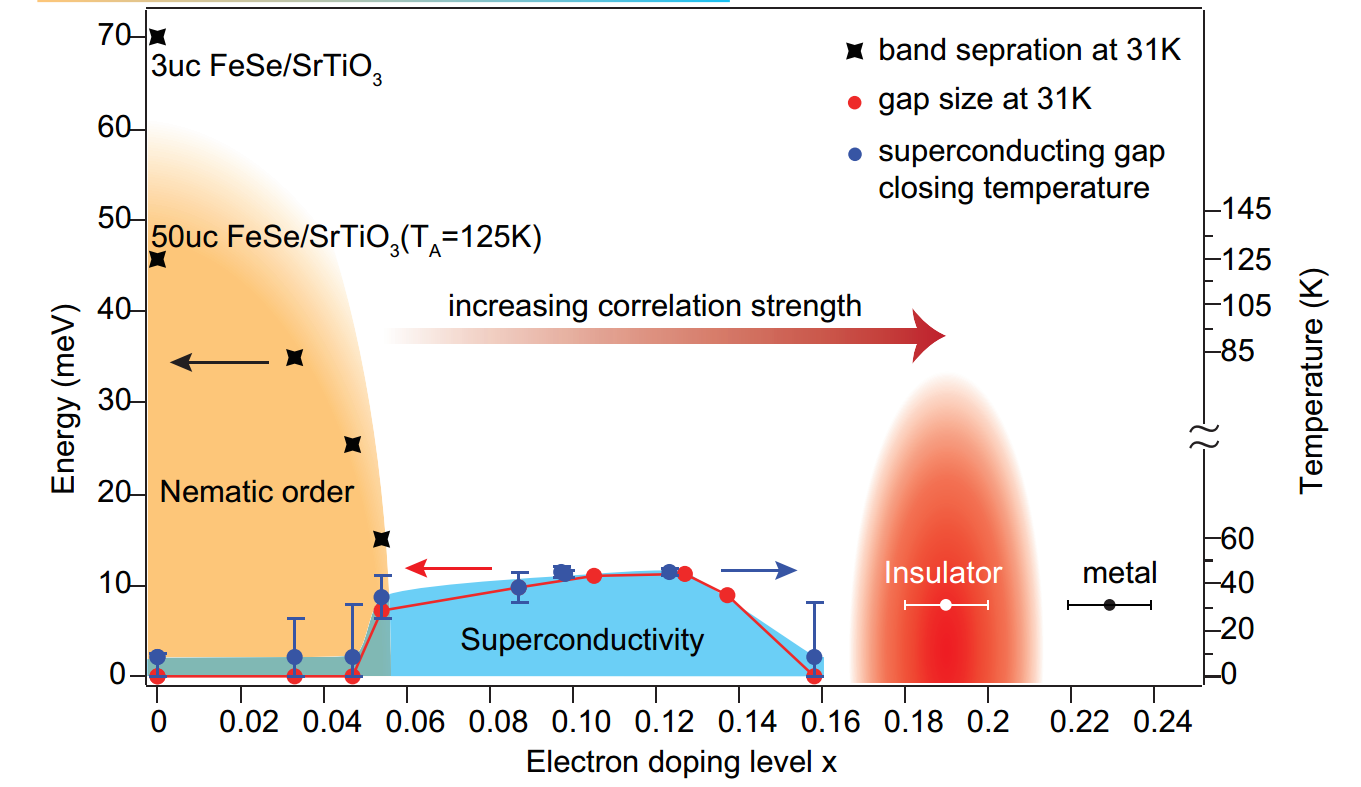 70
3uc FeSe/SrTiO₃
60
50
50uc FeSe/SrTiO₃(T_A=125K)
40
30
20
10
0
Energy (meV)
band sepration at 31K
gap size at 31K
superconducting gap
closing temperature
increasing correlation strength
Nematic order
Superconductivity
Insulator
metal
145
125
105
85
60
40
20
0
Temperature (K)
0 0.02 0.04 0.06 0.08 0.10 0.12 0.14 0.16 0.18 0.2 0.22 0.24
Electron doping level x